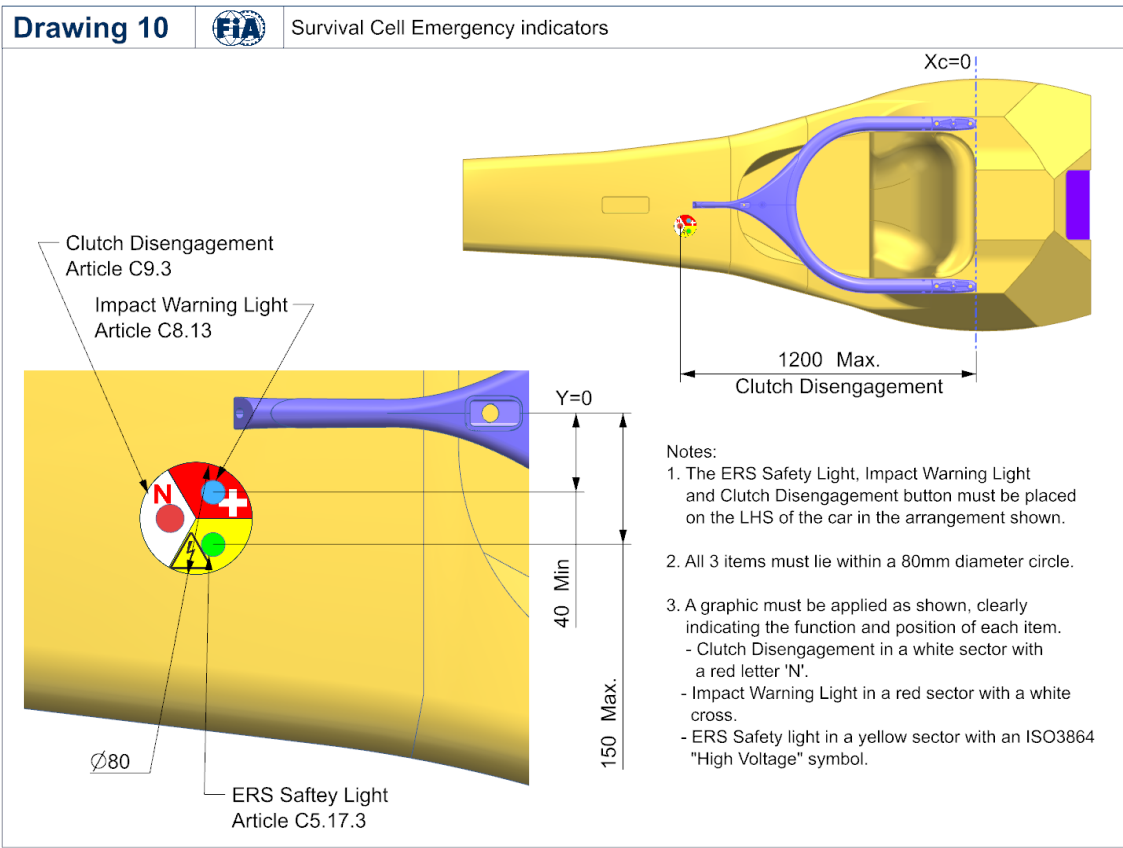 Drawing 10
FiA
Survival Cell Emergency indicators
Xc=0
Clutch Disengagement
Article C9.3
Impact Warning Light
Article C8.13
1200 Max.
Clutch Disengagement
Y=0
N
40 Min
150 Max.
Ø80
ERS Saftey Light
Article C5.17.3
Notes:
1. The ERS Safety Light, Impact Warning Light
and Clutch Disengagement button must be placed
on the LHS of the car in the arrangement shown.
2. All 3 items must lie within a 80mm diameter circle.
3. A graphic must be applied as shown, clearly
indicating the function and position of each item.
- Clutch Disengagement in a white sector with
a red letter 'N'.
- Impact Warning Light in a red sector with a white
cross.
- ERS Safety light in a yellow sector with an ISO3864
"High Voltage" symbol.